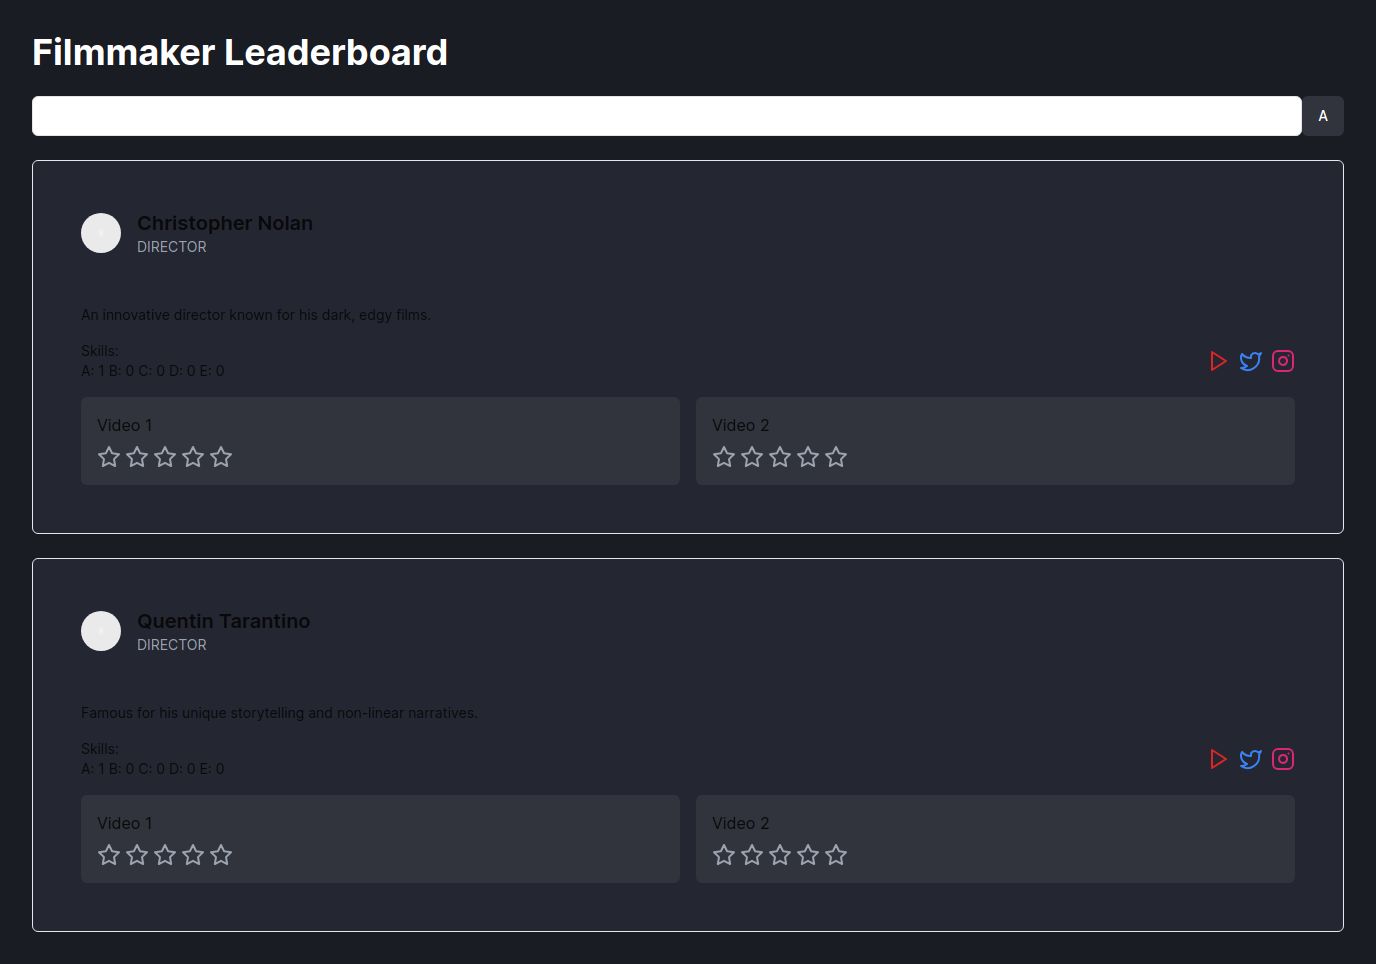 Filmmaker Leaderboard
A
Christopher Nolan
DIRECTOR
An innovative director known for his dark, edgy films.
Skills:
A: 1 B: 0 C: 0 D: 0 E: 0
Video 1
Video 2
Quentin Tarantino
DIRECTOR
Famous for his unique storytelling and non-linear narratives.
Skills:
A: 1 B: 0 C: 0 D: 0 E: 0
Video 1
Video 2